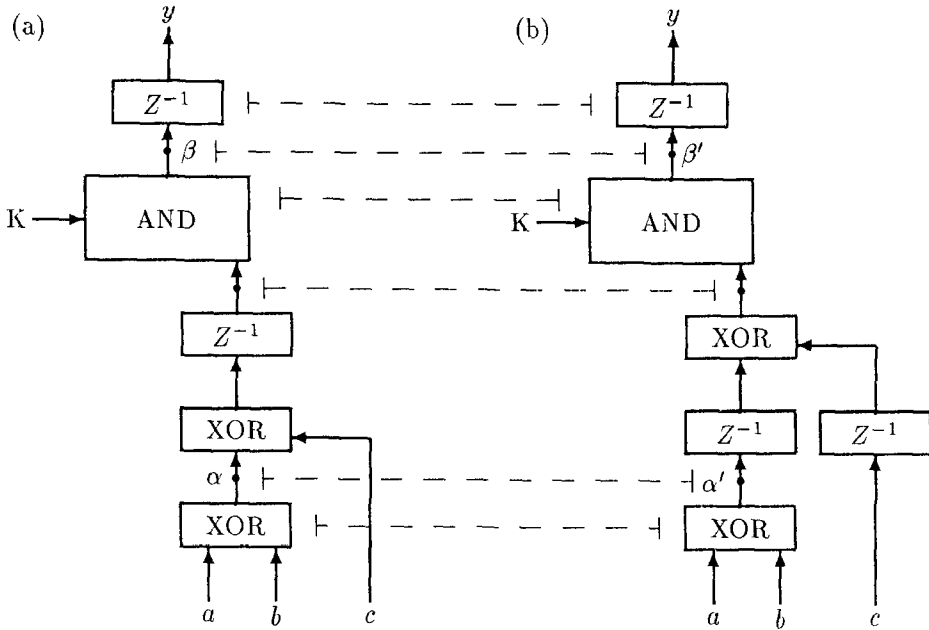 (a)
y
Z⁻¹
β
K
AND
Z⁻¹
XOR
α
XOR
a b c
(b)
y
Z⁻¹
β′
K
AND
XOR
Z⁻¹ Z⁻¹
α′
XOR
a b c